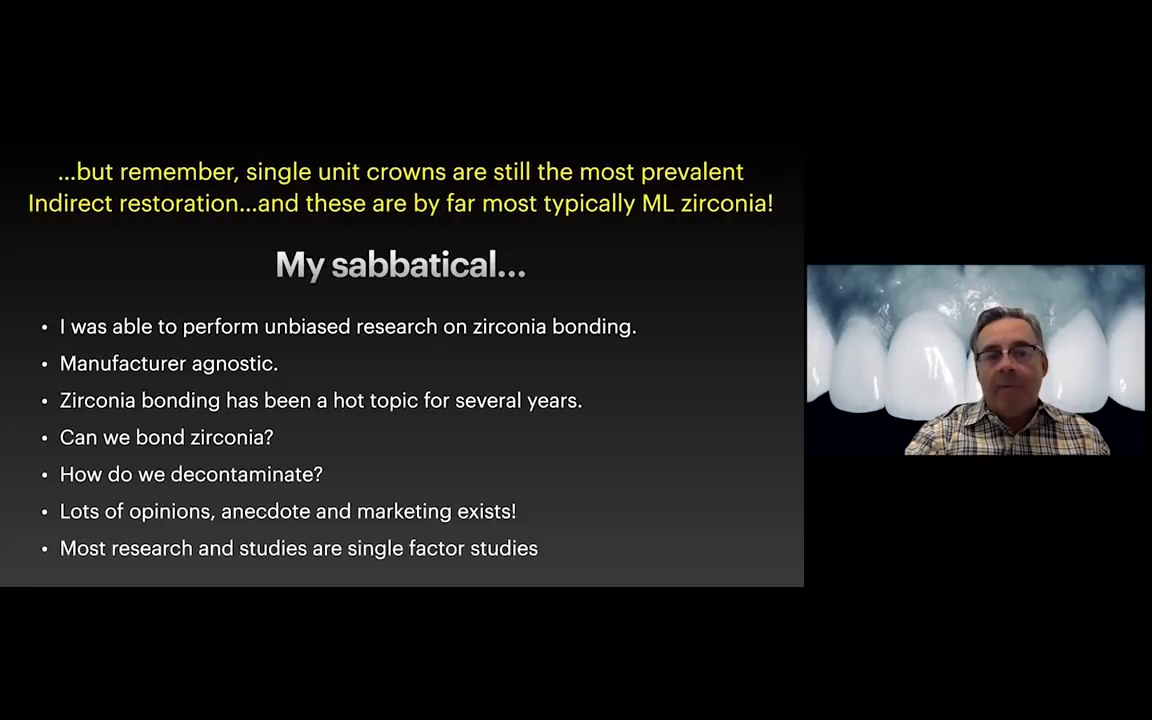 ...but remember, single unit crowns are still the most prevalent
Indirect restoration...and these are by far most typically ML zirconia!
My sabbatical...
• I was able to perform unbiased research on zirconia bonding.
• Manufacturer agnostic.
• Zirconia bonding has been a hot topic for several years.
• Can we bond zirconia?
• How do we decontaminate?
• Lots of opinions, anecdote and marketing exists!
• Most research and studies are single factor studies